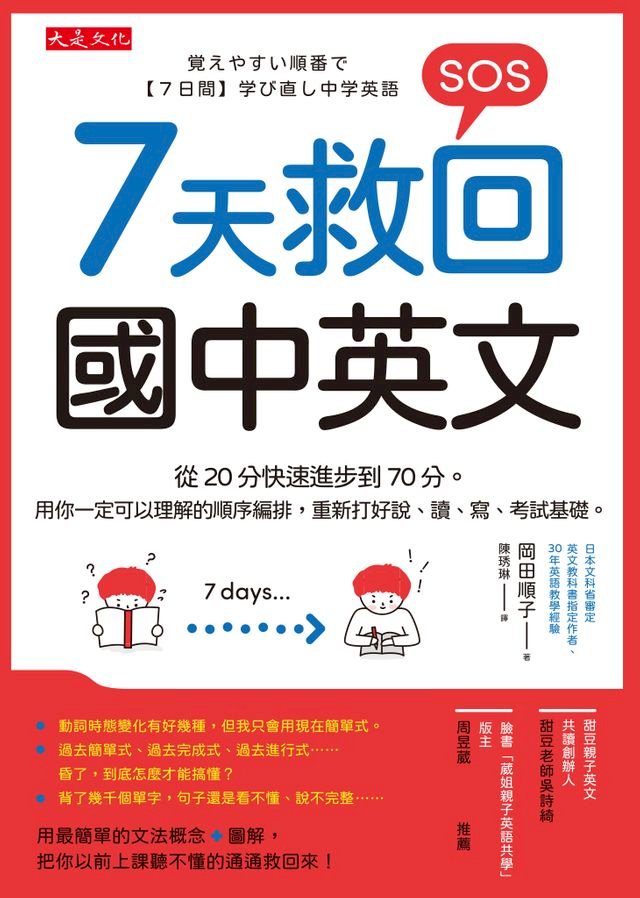 大是文化
覚えやすい順番で
【7日間】学び直し中学英語
SOS
7天救回
國中英文
從 20 分快速進步到 70 分。
用你一定可以理解的順序編排，重新打好說、讀、寫、考試基礎。
7 days...
日本文科省審定
英文教科書指定作者、
30年英語教學經驗
岡田順子──著
陳琇琳──譯
? ? ? ?
! ! !
● 動詞時態變化有好幾種，但我只會用現在簡單式。
● 過去簡單式、過去完成式、過去進行式……
昏了，到底怎麼才能搞懂？
● 背了幾千個單字，句子還是看不懂、說不完整……
用最簡單的文法概念＋圖解，
把你以前上課聽不懂的通通救回來！
甜豆親子英文
共讀創辦人
甜豆老師吳詩綺
臉書「葳姐親子英語共學」
版主
周昱葳 推薦